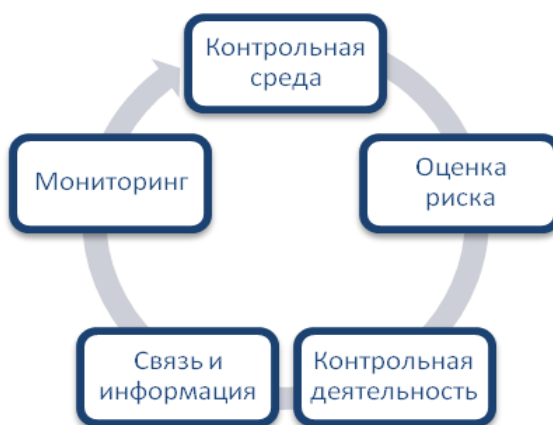 Контрольная
среда
Оценка
риска
Контрольная
деятельность
Связь и
информация
Мониторинг